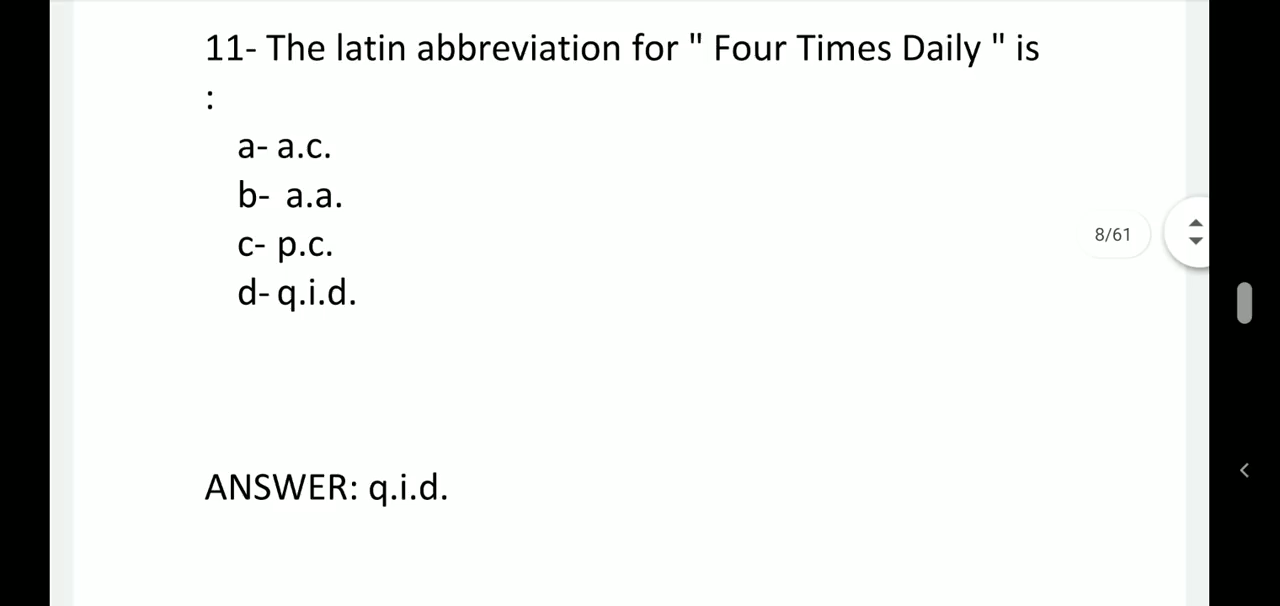 11- The latin abbreviation for " Four Times Daily " is
:
a- a.c.
b- a.a.
c- p.c.
d- q.i.d.
8/61
ANSWER: q.i.d.